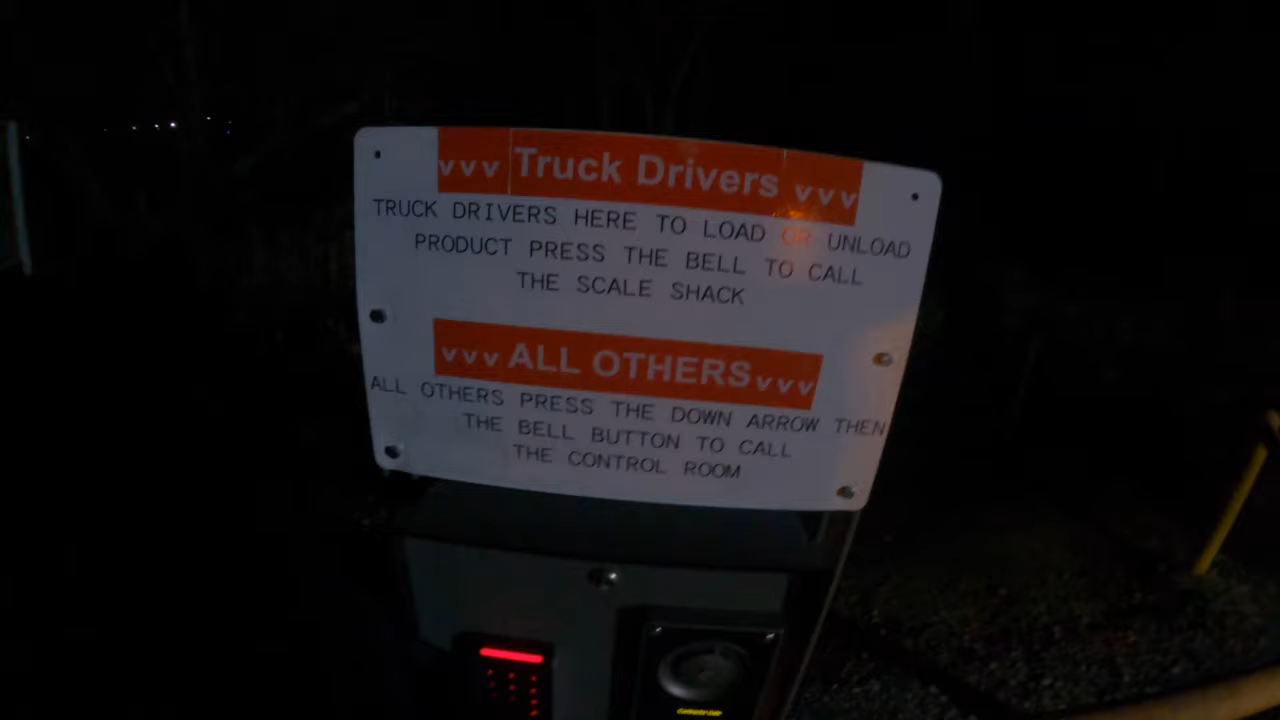 vvv Truck Drivers vvv
TRUCK DRIVERS HERE TO LOAD OR UNLOAD
PRODUCT PRESS THE BELL TO CALL
THE SCALE SHACK
vvv ALL OTHERS vvv
ALL OTHERS PRESS THE DOWN ARROW THEN
THE BELL BUTTON TO CALL
THE CONTROL ROOM